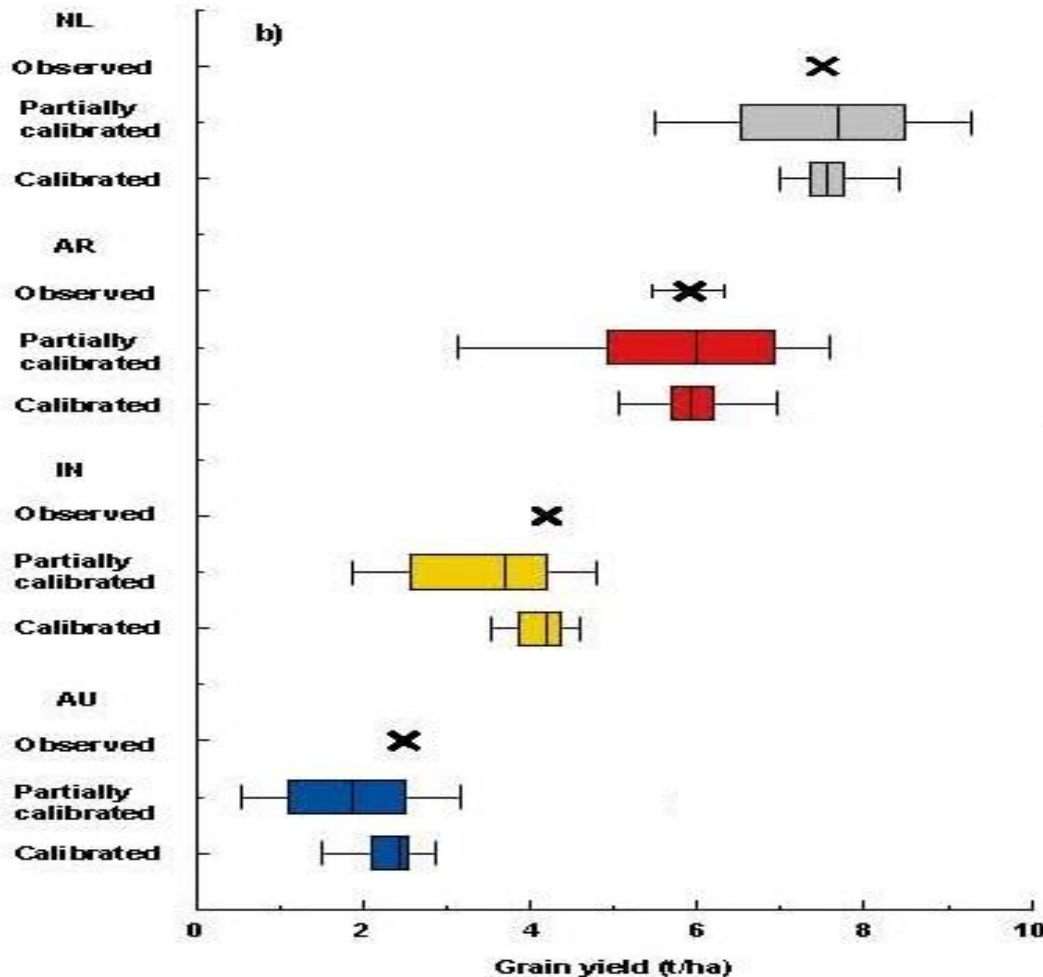 NL
b)
Observed
Partially
calibrated
Calibrated
AR
Observed
Partially
calibrated
Calibrated
IN
Observed
Partially
calibrated
Calibrated
AU
Observed
Partially
calibrated
Calibrated
0 2 4 6 8 10
Grain yield (t/ha)